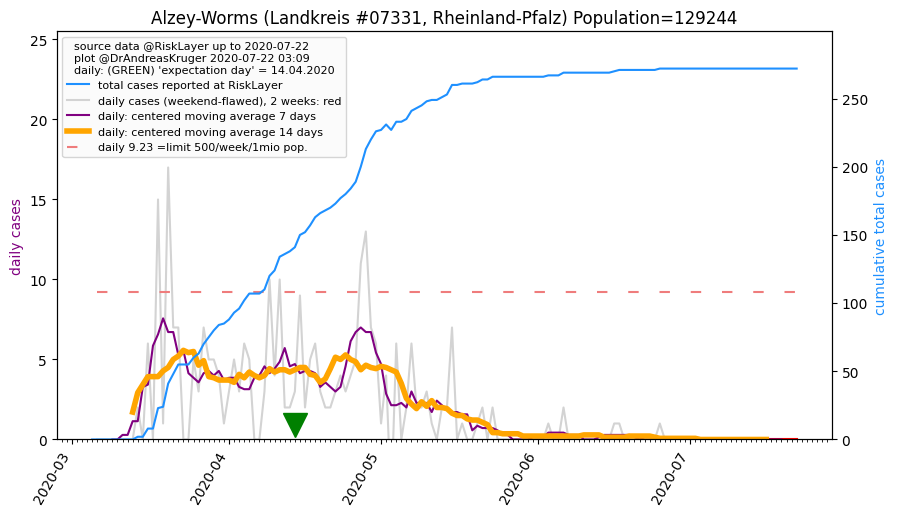 Alzey-Worms (Landkreis #07331, Rheinland-Pfalz) Population=129244
source data @RiskLayer up to 2020-07-22
plot @DrAndreasKruger 2020-07-22 03:09
daily: (GREEN) 'expectation day' = 14.04.2020
total cases reported at RiskLayer
daily cases (weekend-flawed), 2 weeks: red
daily: centered moving average 7 days
daily: centered moving average 14 days
daily 9.23 =limit 500/week/1mio pop.
daily cases
25
20
15
10
5
0
cumulative total cases
250
200
150
100
50
0
2020-03
2020-04
2020-05
2020-06
2020-07